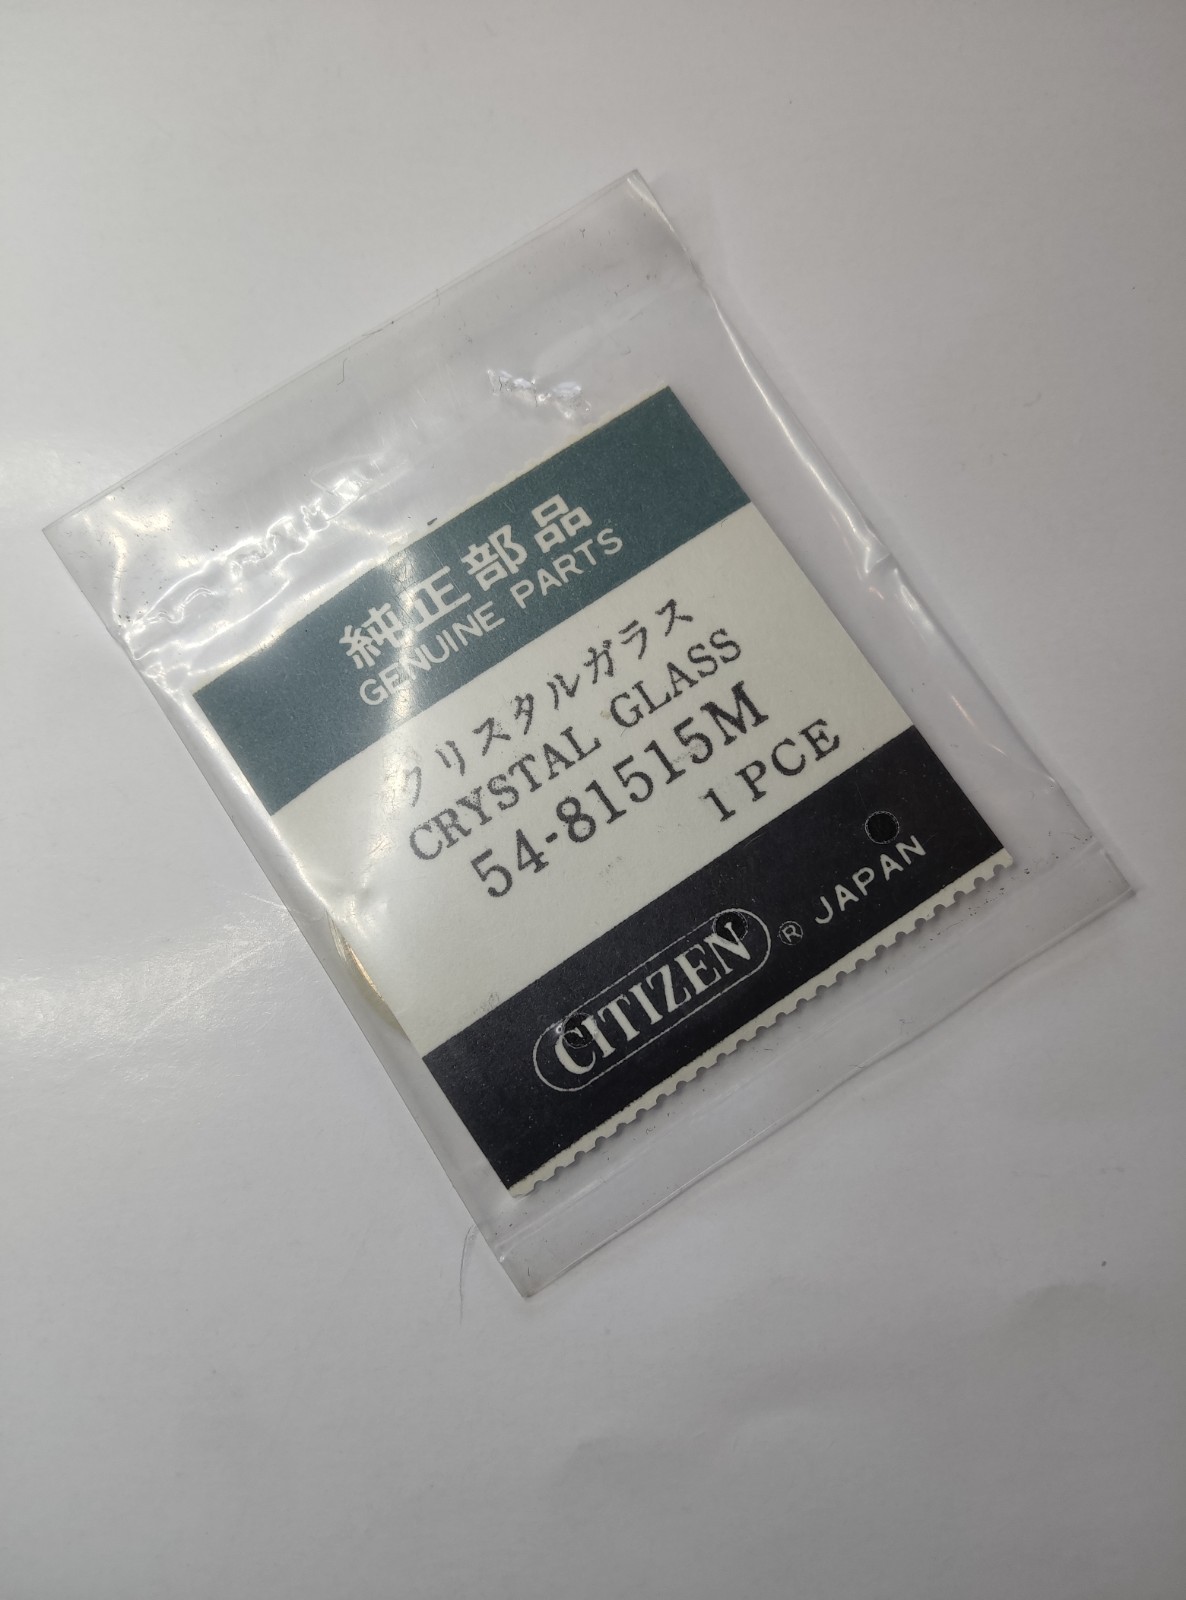 純正部品
GENUINE PARTS
クリスタルガラス
CRYSTAL GLASS
54-81515M
1 PCE
CITIZEN ® JAPAN